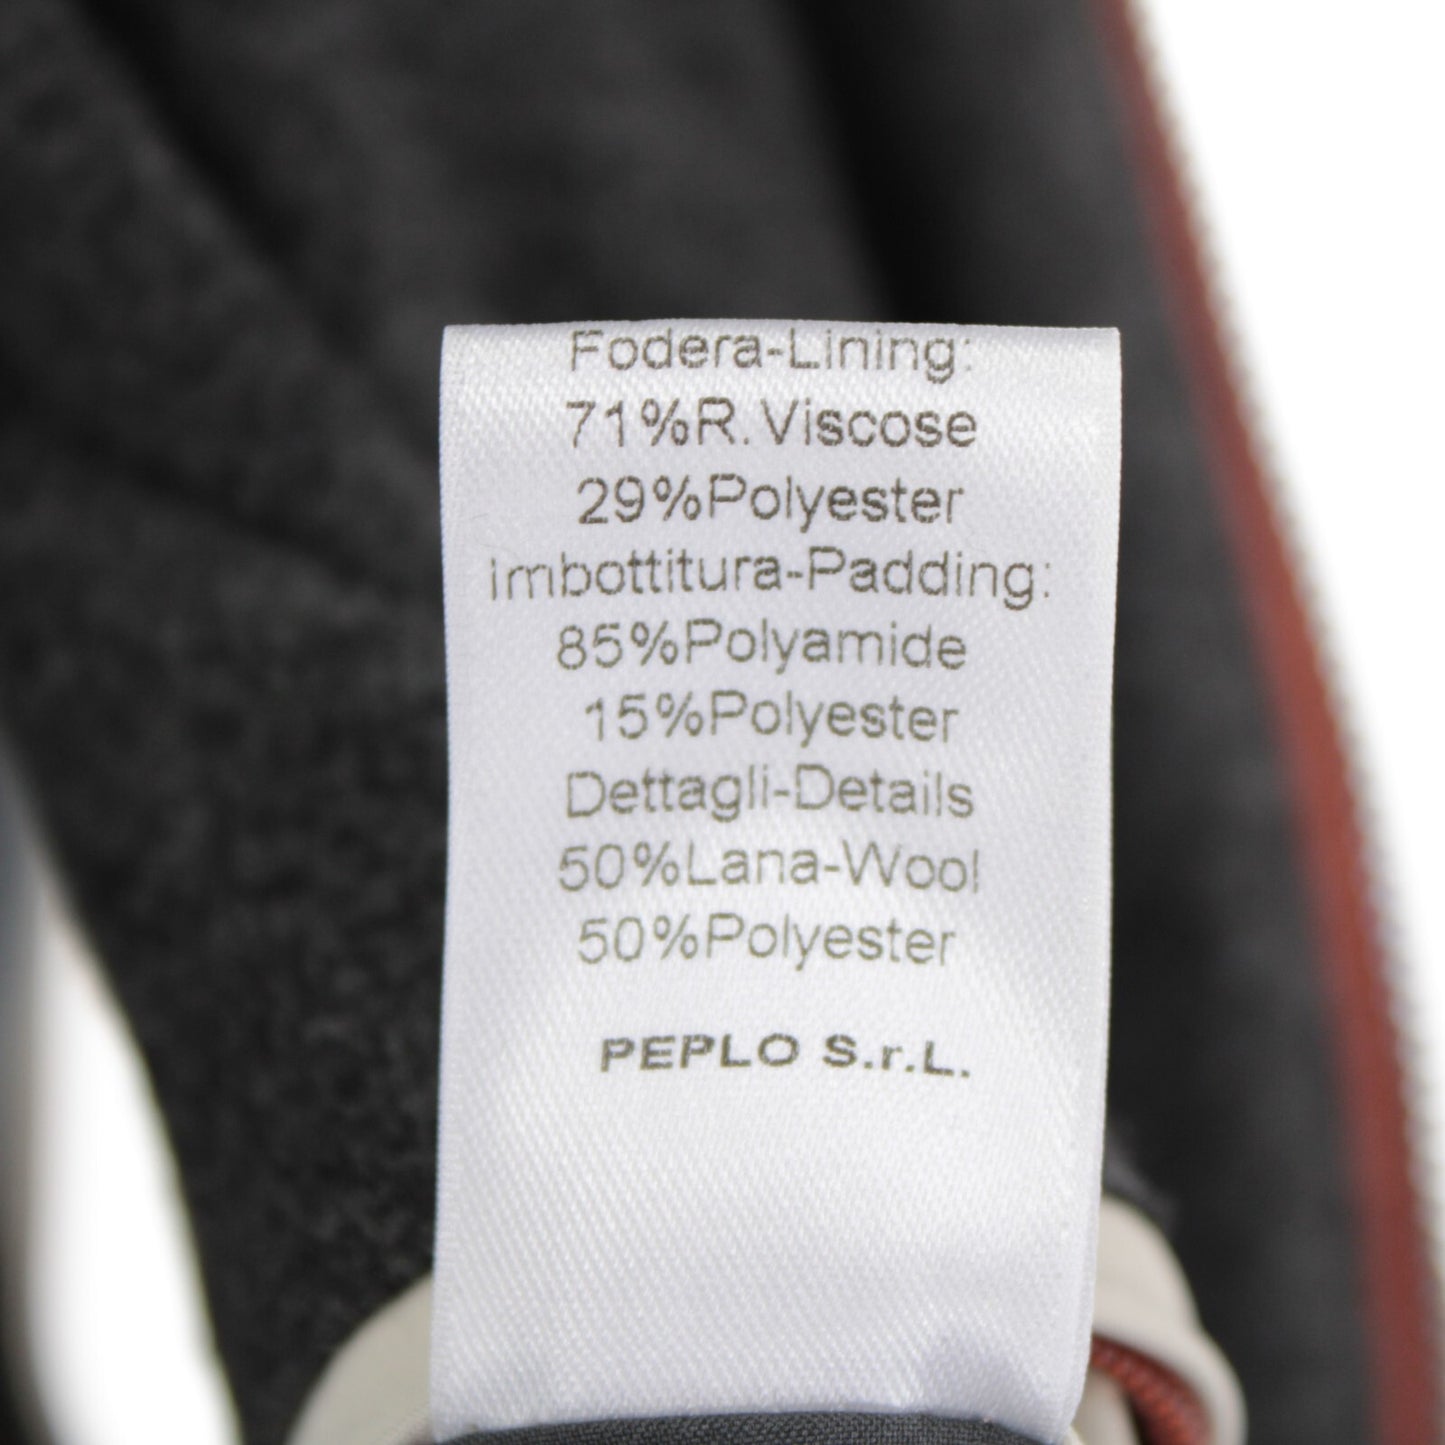 Fodera-Lining:
71%R.Viscose
29%Polyester
Imbottitura-Padding:
85%Polyamide
15%Polyester
Dettagli-Details
50%Lana-Wool
50%Polyester
PEPLO S.r.L.